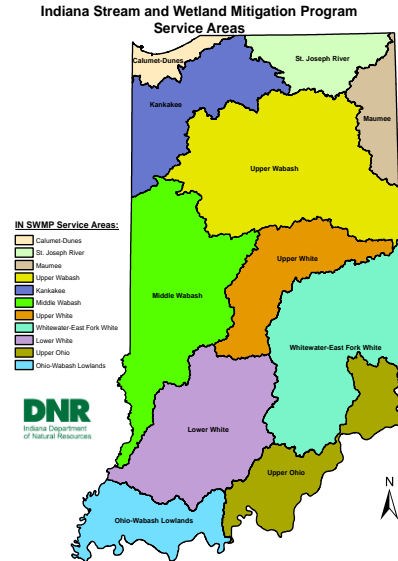 Indiana Stream and Wetland Mitigation Program
Service Areas
Calumet-Dunes
St. Joseph River
Kankakee
Maumee
Upper Wabash
IN SWMP Service Areas:
Calumet-Dunes
St. Joseph River
Maumee
Upper Wabash
Kankakee
Middle Wabash
Upper White
Whitewater-East Fork White
Lower White
Upper Ohio
Ohio-Wabash Lowlands
Upper White
Middle Wabash
Whitewater-East Fork White
DNR
Indiana Department
of Natural Resources
Lower White
Upper Ohio
N
Ohio-Wabash Lowlands